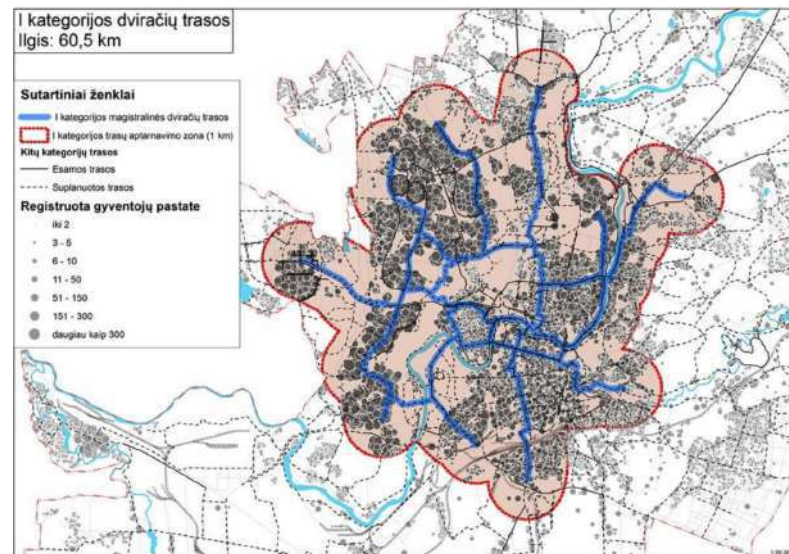 I kategorijos dviračių trasos
Ilgis: 60,5 km
Sutartiniai ženklai
I kategorijos magistralinės dviračių trasos
I kategorijos trasų aptarnavimo zona (1 km)
Kitų kategorijų trasos
Esamos trasos
Suplanuotos trasos
Registruota gyventojų pastate
iki 2
3 - 5
6 - 10
11 - 50
51 - 150
151 - 300
daugiau kaip 300